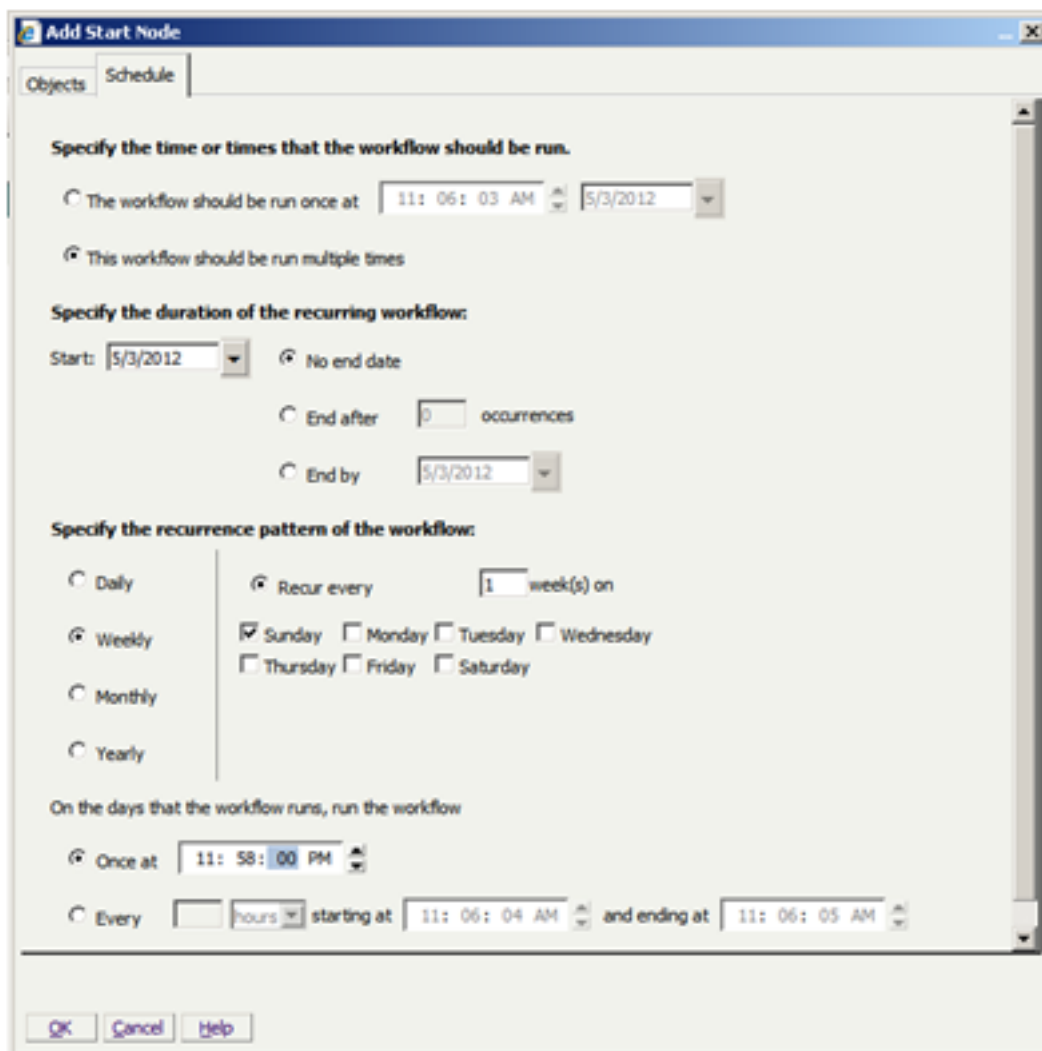 Add Start Node
Objects Schedule
Specify the time or times that the workflow should be run.
The workflow should be run once at 11: 06: 03 AM 5/3/2012
This workflow should be run multiple times
Specify the duration of the recurring workflow:
Start: 5/3/2012 No end date
End after 0 occurrences
End by 5/3/2012
Specify the recurrence pattern of the workflow:
Daily Recur every 1 week(s) on
Weekly Sunday Monday Tuesday Wednesday
Thursday Friday Saturday
Monthly
Yearly
On the days that the workflow runs, run the workflow
Once at 11: 58: 00 PM
Every hours starting at 11: 06: 04 AM and ending at 11: 06: 05 AM
OK Cancel Help